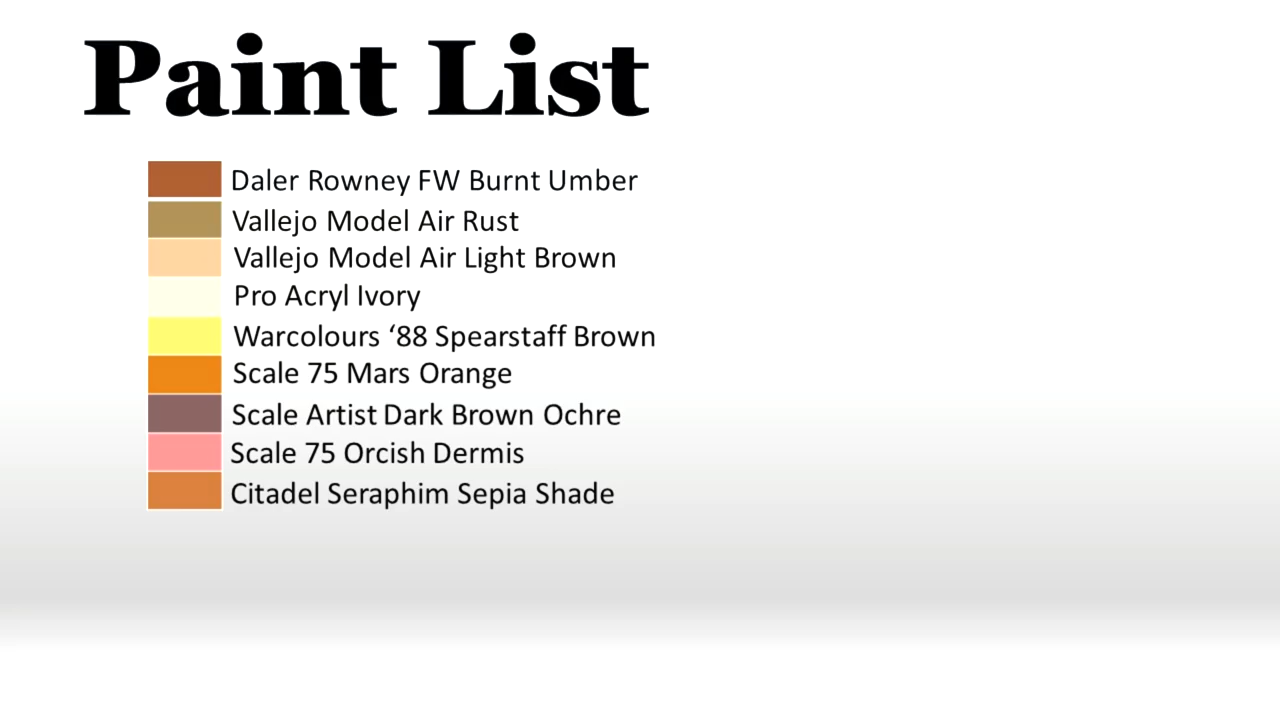 Paint List
Daler Rowney FW Burnt Umber
Vallejo Model Air Rust
Vallejo Model Air Light Brown
Pro Acryl Ivory
Warcolours ‘88 Spearstaff Brown
Scale 75 Mars Orange
Scale Artist Dark Brown Ochre
Scale 75 Orcish Dermis
Citadel Seraphim Sepia Shade